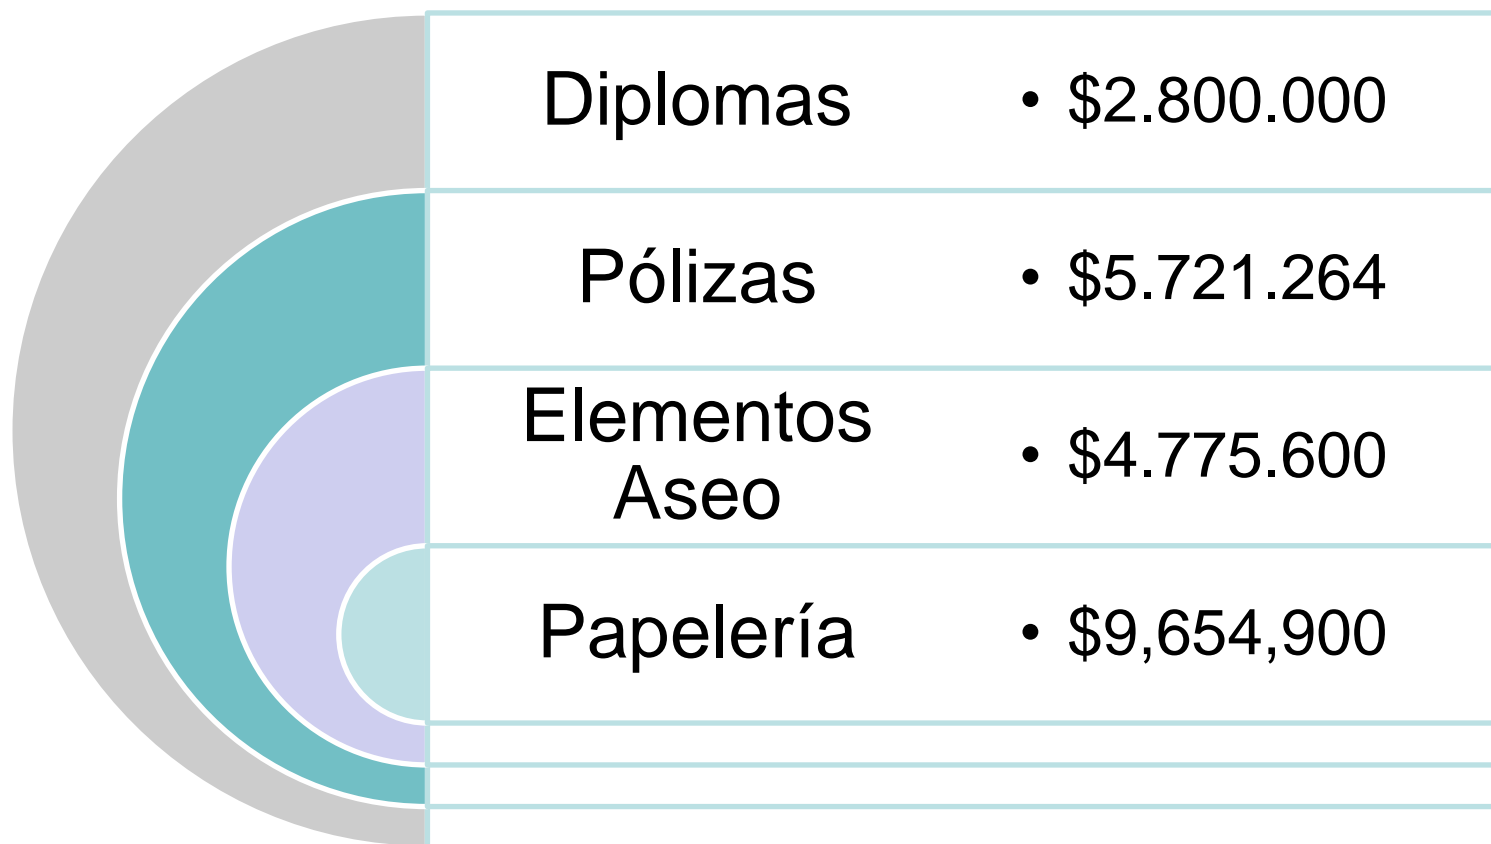 Diplomas
• $2.800.000
Pólizas
• $5.721.264
Elementos
Aseo
• $4.775.600
Papelería
• $9,654,900